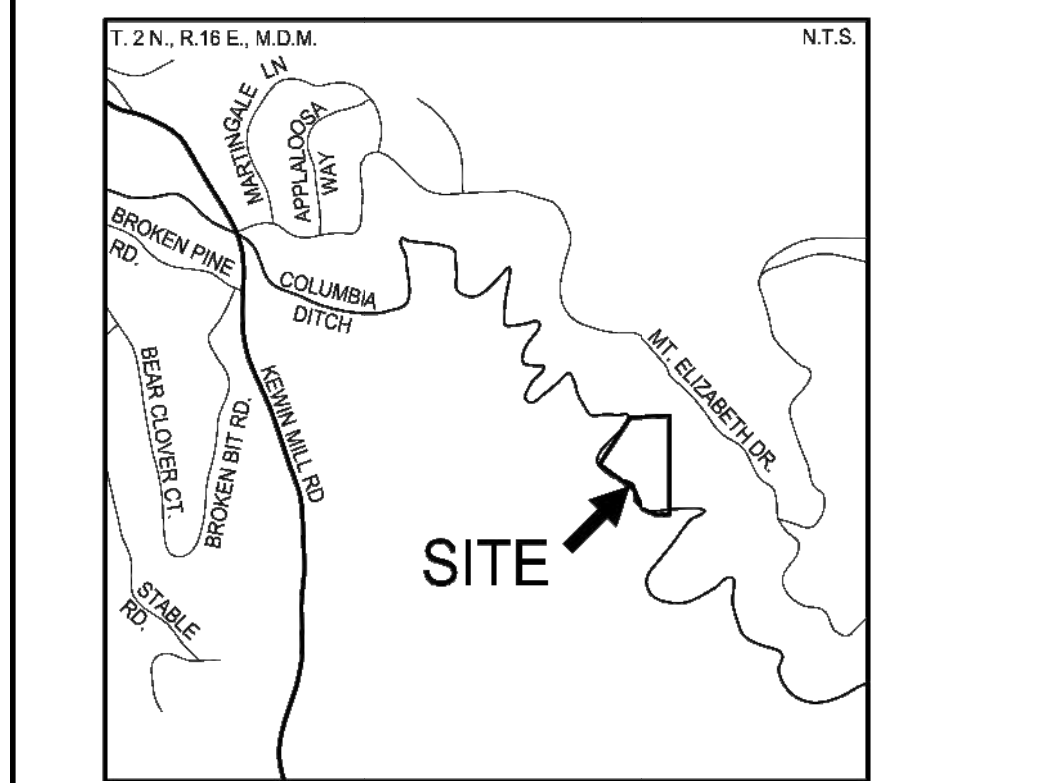 T. 2 N., R.16 E., M.D.M.
N.T.S.
MARTINGALE LN
APPLALOOSA
WAY
BROKEN PINE
RD.
COLUMBIA
DITCH
MT. ELIZABETH DR.
BEAR CLOVER CT.
BROKEN BIT RD.
KEWIN MILL RD
SITE
STABLE
RD.